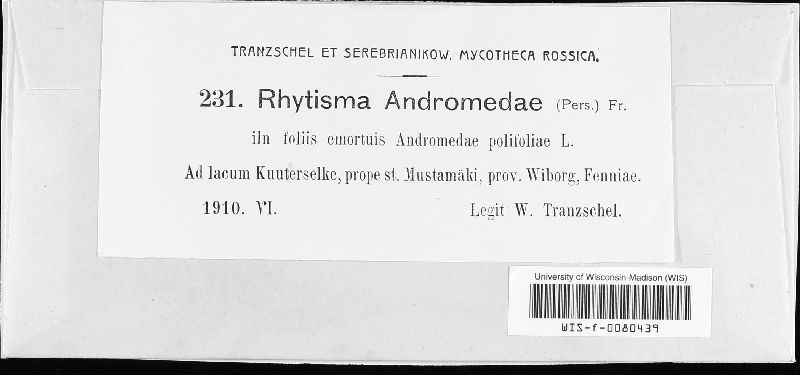 TRANZSCHEL ET SEREBRIANIKOW. MYCOTHECA ROSSICA.
231. Rhytisma Andromedae (Pers.) Fr.
iIn foliis emortuis Andromedae polifoliae L.
Ad lacum Kuuterselke, prope st. Mustamäki, prov. Wiborg, Fenniae.
1910. VI. Legit W. Tranzschel.
University of Wisconsin-Madison (WIS)
WIS-f-0080439